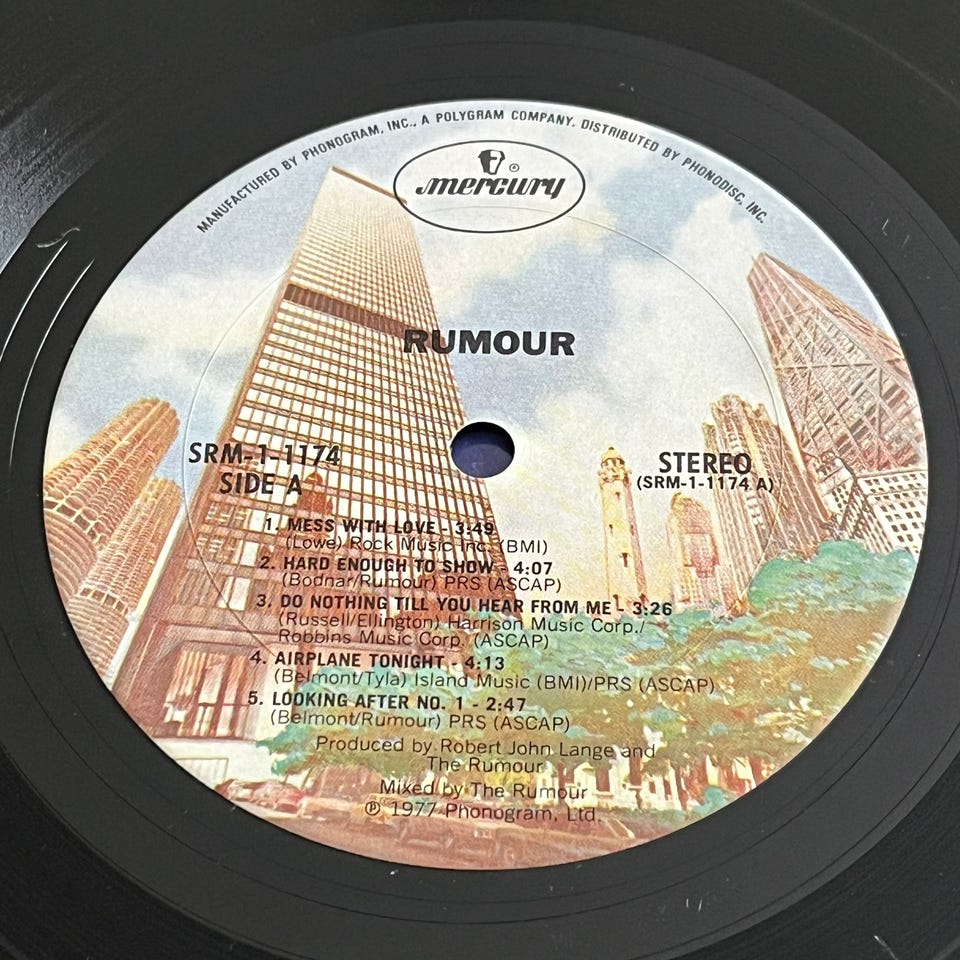 MANUFACTURED BY PHONOGRAM, INC., A POLYGRAM COMPANY. DISTRIBUTED BY PHONODISC, INC.
mercury ®
RUMOUR
SRM-1-1174
SIDE A
STEREO
(SRM-1-1174 A)
1. MESS WITH LOVE - 3:49
(Lowe) Rock Music Inc. (BMI)
2. HARD ENOUGH TO SHOW - 4:07
(Bodnar/Rumour) PRS (ASCAP)
3. DO NOTHING TILL YOU HEAR FROM ME - 3:26
(Russell/Ellington) Harrison Music Corp./
Robbins Music Corp. (ASCAP)
4. AIRPLANE TONIGHT - 4:13
(Belmont/Tyla) Island Music (BMI)/PRS (ASCAP)
5. LOOKING AFTER NO. 1 - 2:47
(Belmont/Rumour) PRS (ASCAP)
Produced by Robert John Lange and
The Rumour
Mixed by The Rumour
℗ 1977 Phonogram, Ltd.